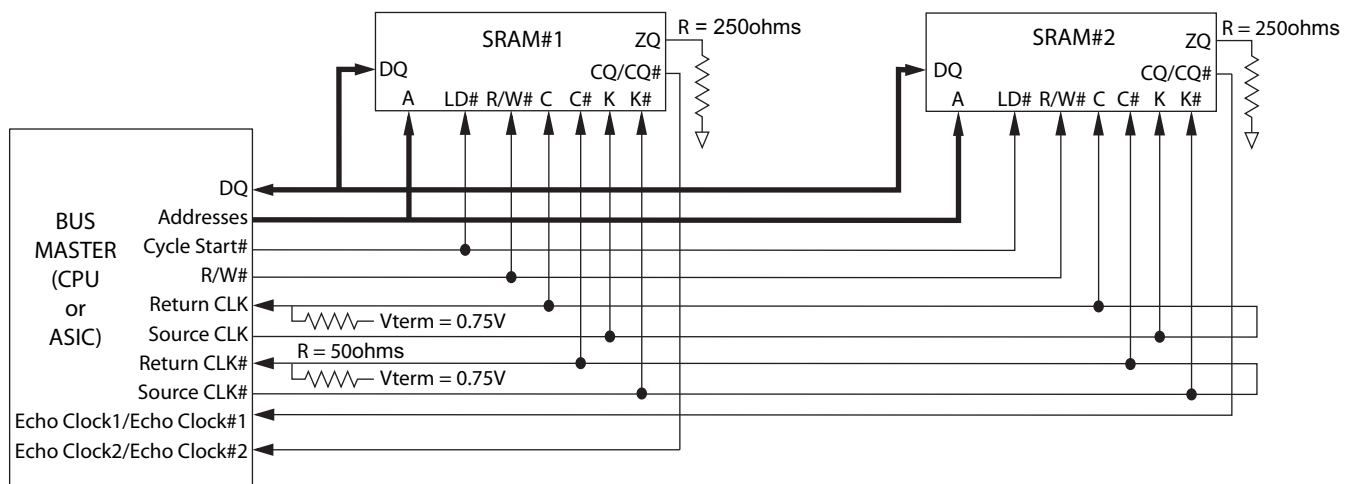 SRAM#1
ZQ
R = 250ohms
DQ
CQ/CQ#
A LD# R/W# C C# K K#
SRAM#2
ZQ
R = 250ohms
DQ
CQ/CQ#
A LD# R/W# C C# K K#
BUS
MASTER
(CPU
or
ASIC)
DQ
Addresses
Cycle Start#
R/W#
Return CLK
Vterm = 0.75V
Source CLK
Return CLK#
R = 50ohms
Vterm = 0.75V
Source CLK#
Echo Clock1/Echo Clock#1
Echo Clock2/Echo Clock#2